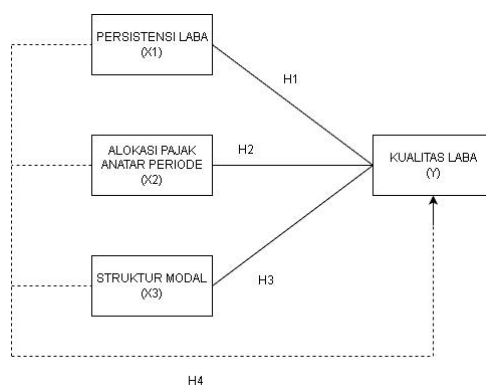 PERSISTENSI LABA
(X1)
H1
ALOKASI PAJAK
ANATAR PERIODE
(X2)
H2
KUALITAS LABA
(Y)
STRUKTUR MODAL
(X3)
H3
H4